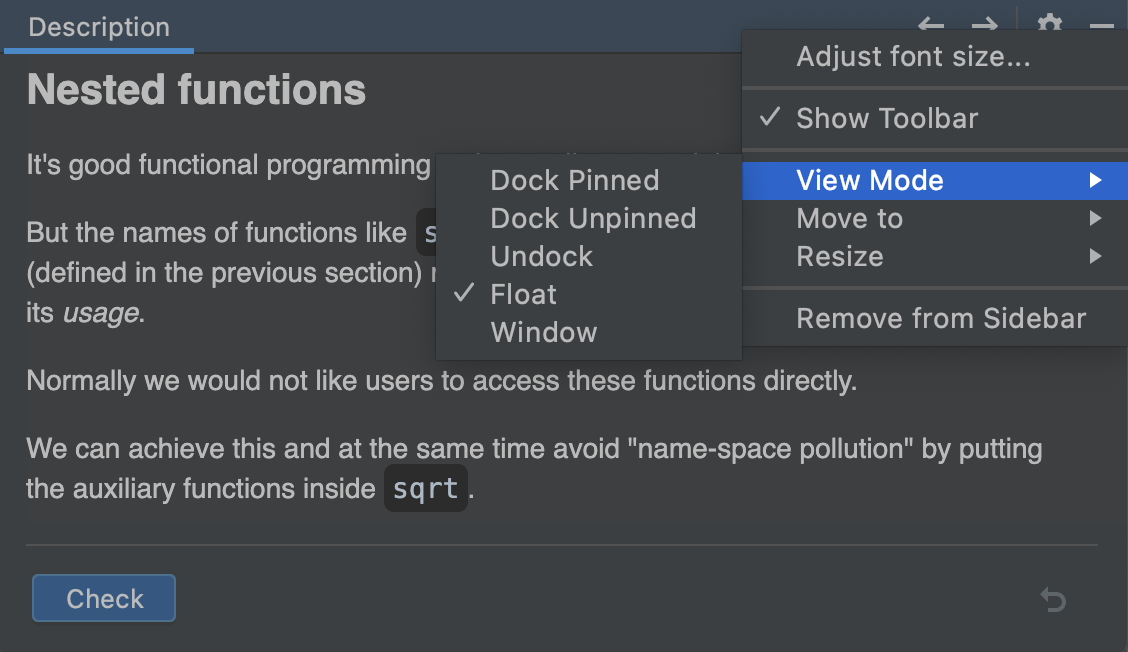 Description
Nested functions
It's good functional programming
But the names of functions like
(defined in the previous section)
its usage.
Normally we would not like users to access these functions directly.
We can achieve this and at the same time avoid "name-space pollution" by putting
the auxiliary functions inside sqrt.
Check
Adjust font size...
✓ Show Toolbar
View Mode
Move to
Resize
Remove from Sidebar
Dock Pinned
Dock Unpinned
Undock
✓ Float
Window